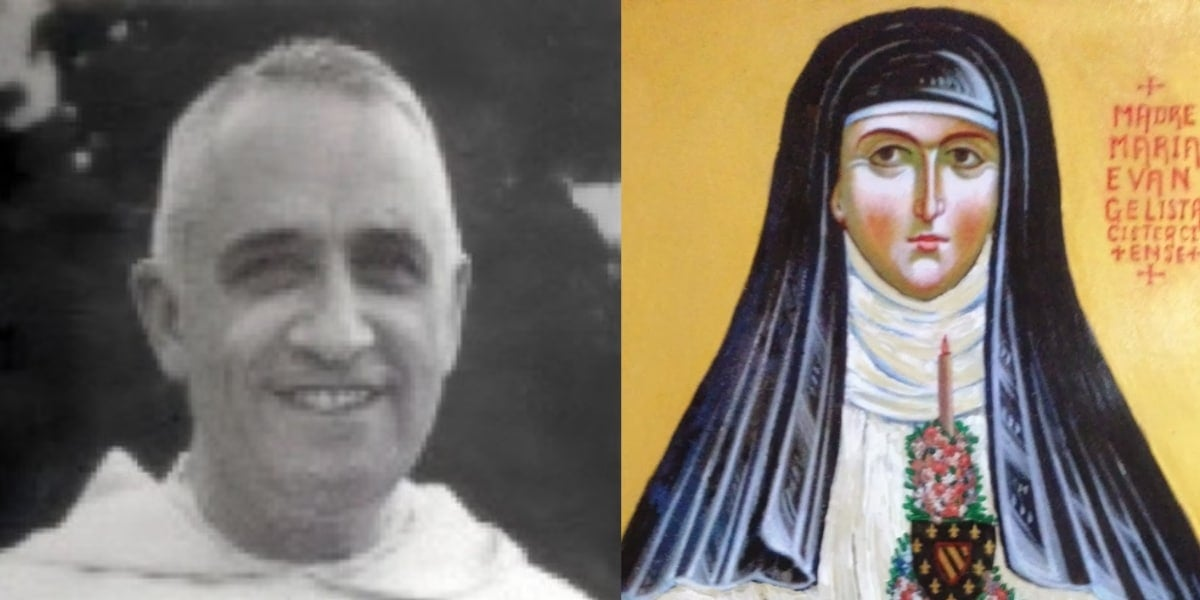 MADRE
MARIA
EVAN
GELISTA
CISTERCI
+ENSE+